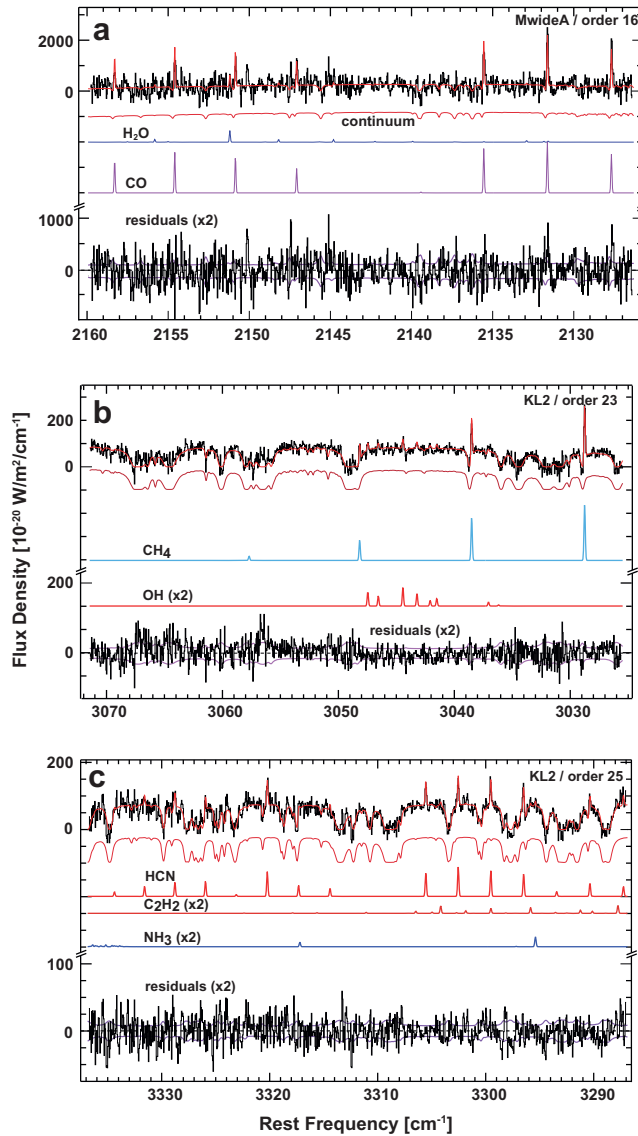 a
MwideA / order 16
2000
0
continuum
H₂O
CO
1000
residuals (x2)
0
2160 2155 2150 2145 2140 2135 2130
b
KL2 / order 23
200
0
CH₄
200
OH (x2)
residuals (x2)
0
3070 3060 3050 3040 3030
Flux Density [10⁻²⁰ W/m²/cm⁻¹]
c
KL2 / order 25
200
0
HCN
C₂H₂ (x2)
NH₃ (x2)
100
residuals (x2)
0
3330 3320 3310 3300 3290
Rest Frequency [cm⁻¹]